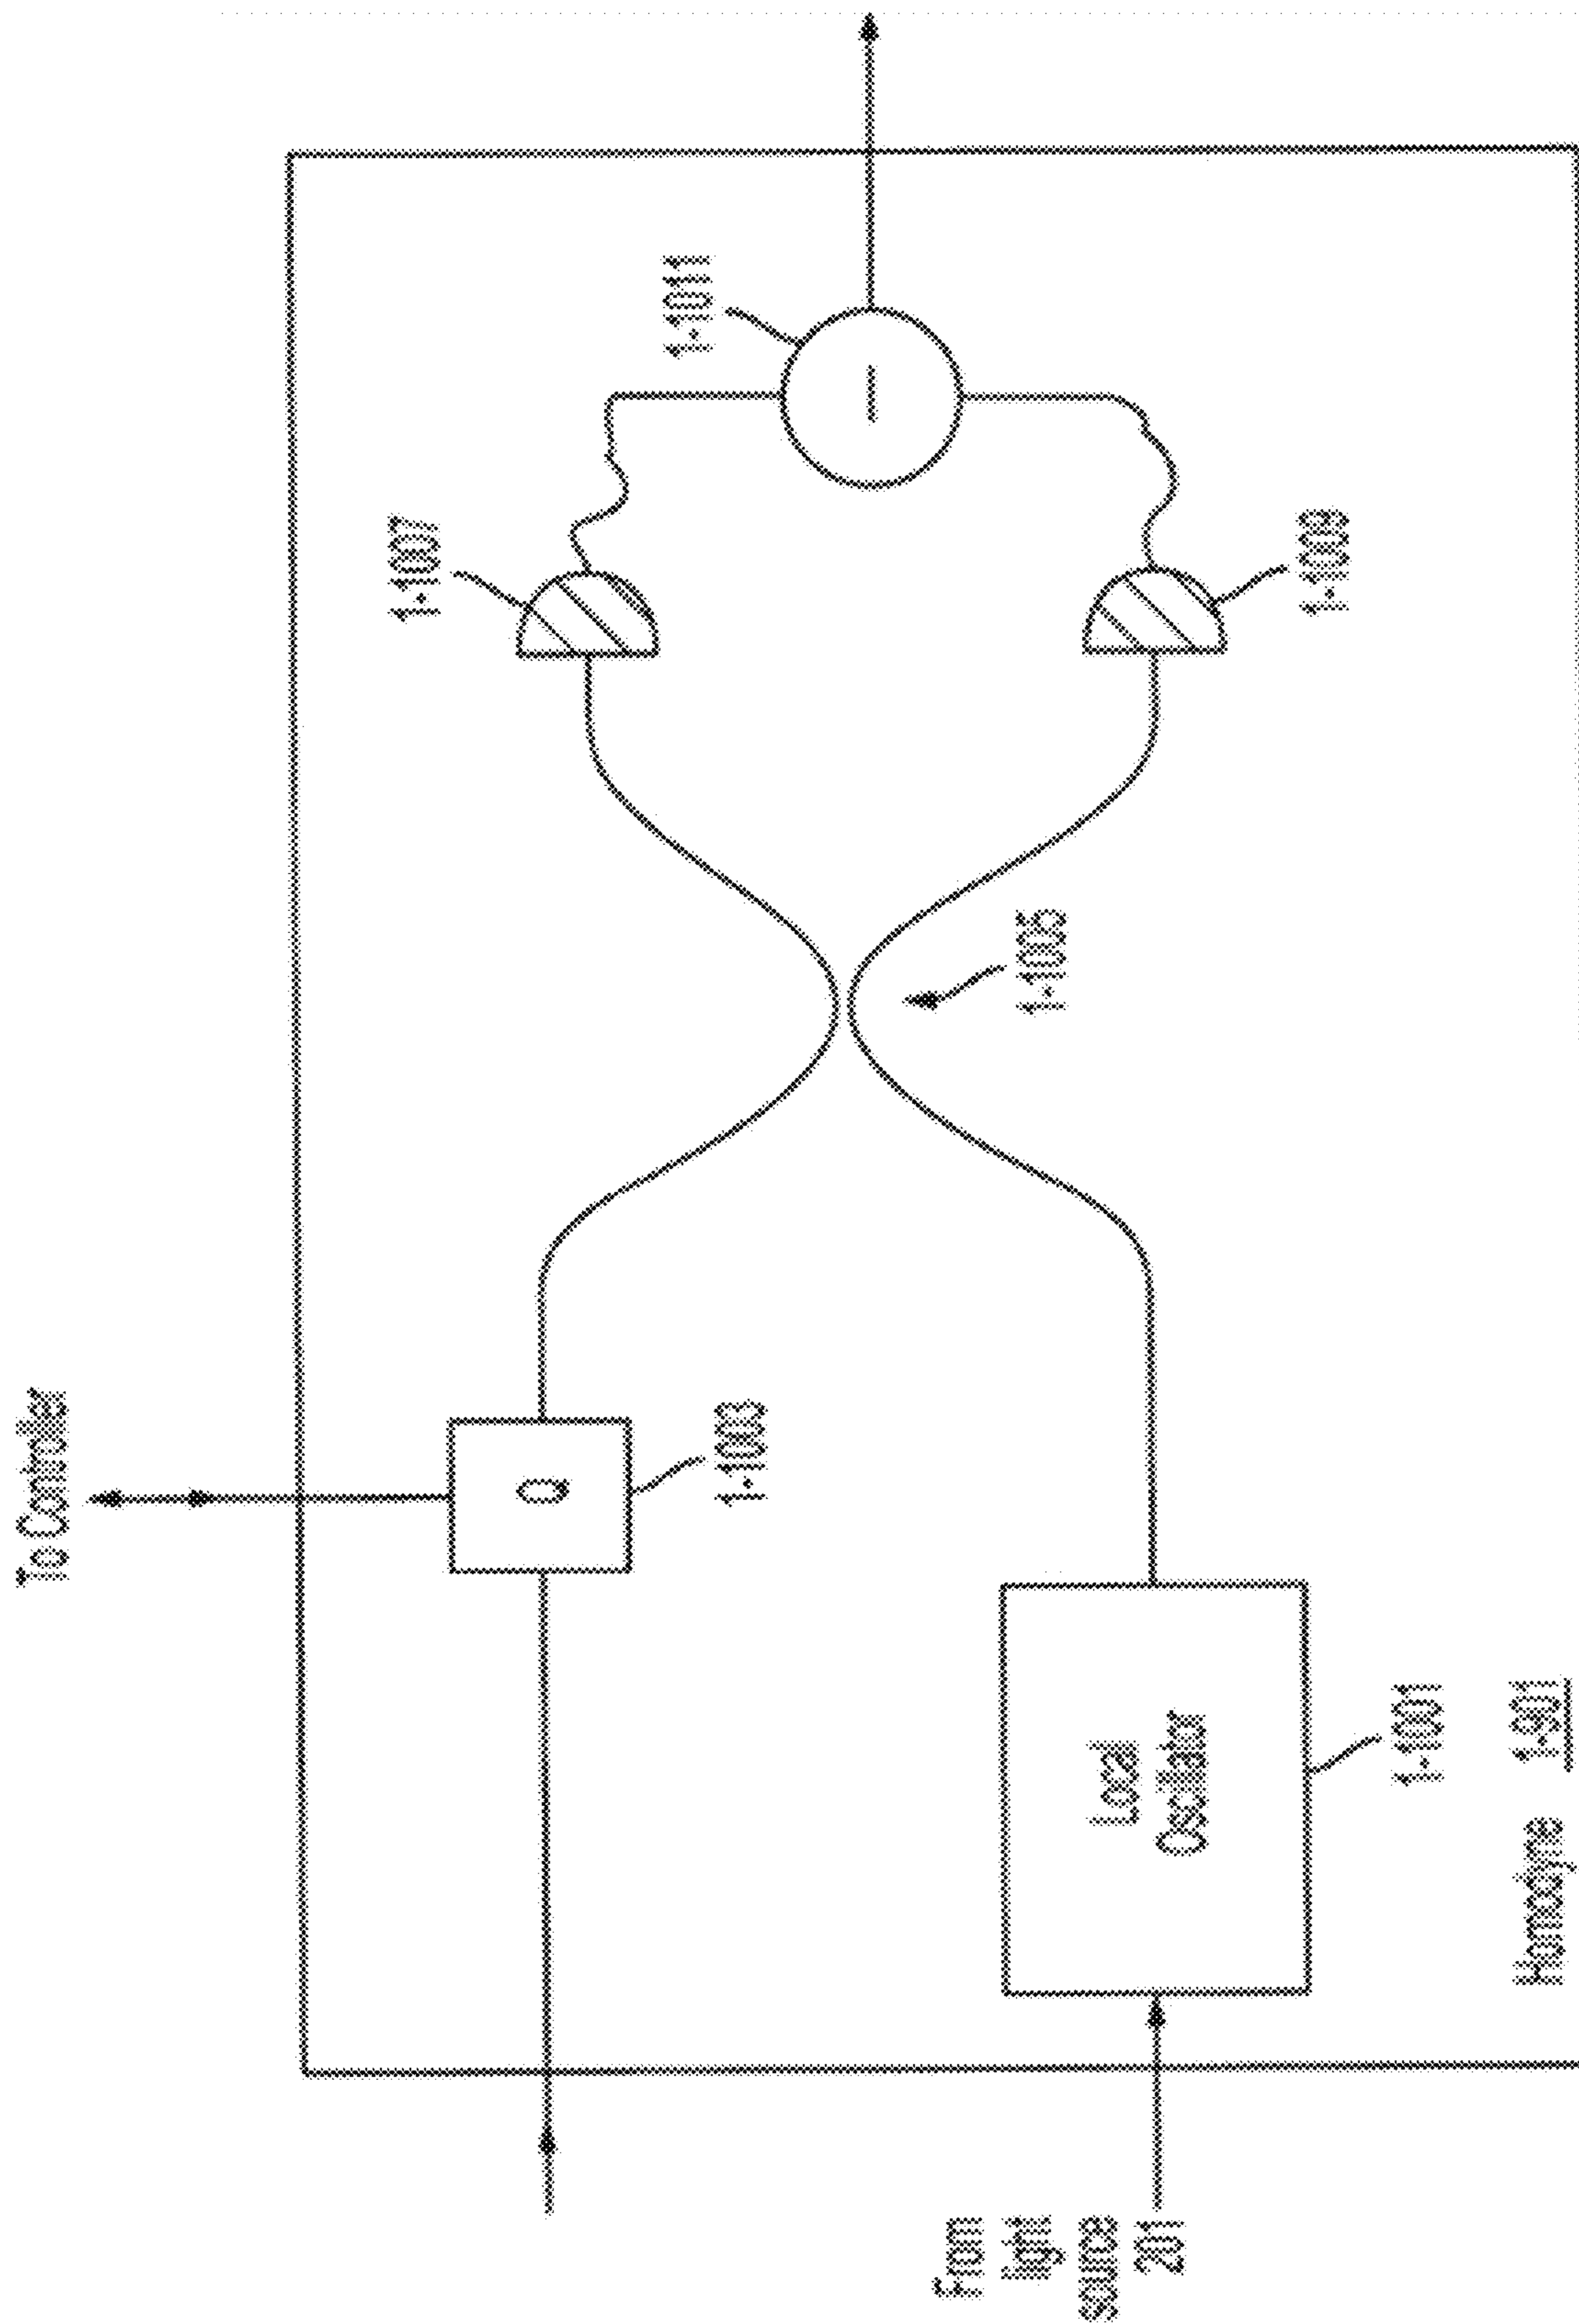 To Controller
Q
1-1003
1-1007
1-1011
1-1005
1-1009
Local
Oscillator
1-1001
From
light
source
201
Homodyne 1-901